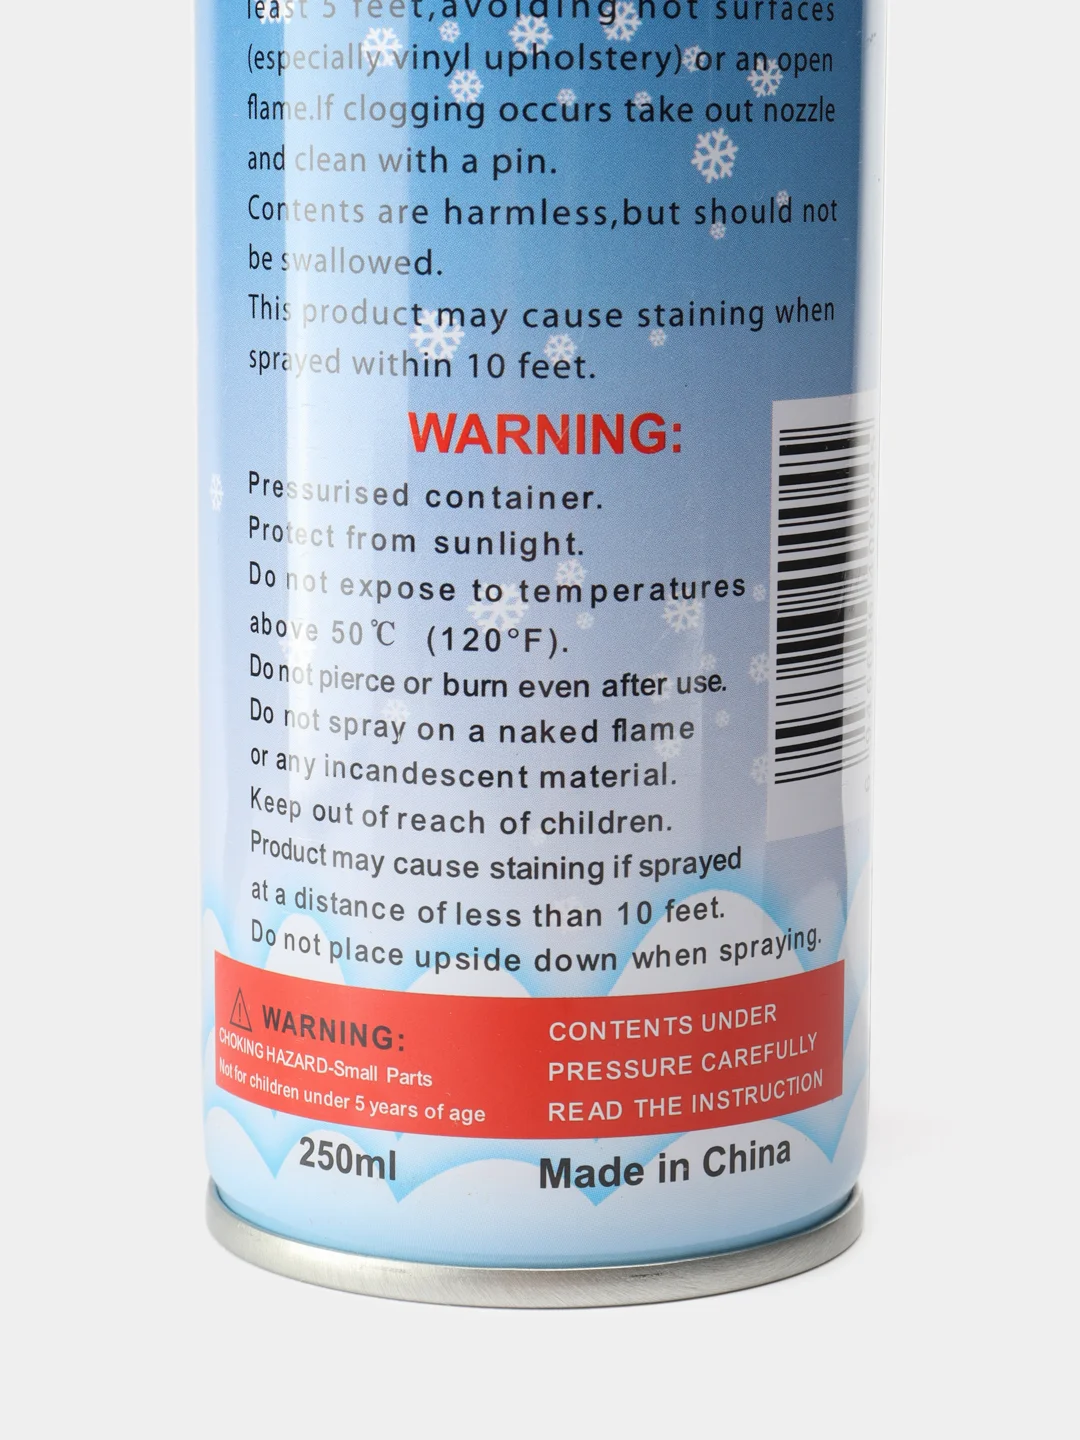 least 5 feet,avoiding hot surfaces
(especially vinyl upholstery) or an open
flame.If clogging occurs take out nozzle
and clean with a pin.
Contents are harmless,but should not
be swallowed.
This product may cause staining when
sprayed within 10 feet.
WARNING:
Pressurised container.
Protect from sunlight.
Do not expose to temperatures
above 50℃ (120°F).
Do not pierce or burn even after use.
Do not spray on a naked flame
or any incandescent material.
Keep out of reach of children.
Product may cause staining if sprayed
at a distance of less than 10 feet.
Do not place upside down when spraying.
WARNING:
CHOKING HAZARD-Small Parts
Not for children under 5 years of age
CONTENTS UNDER
PRESSURE CAREFULLY
READ THE INSTRUCTION
250ml
Made in China